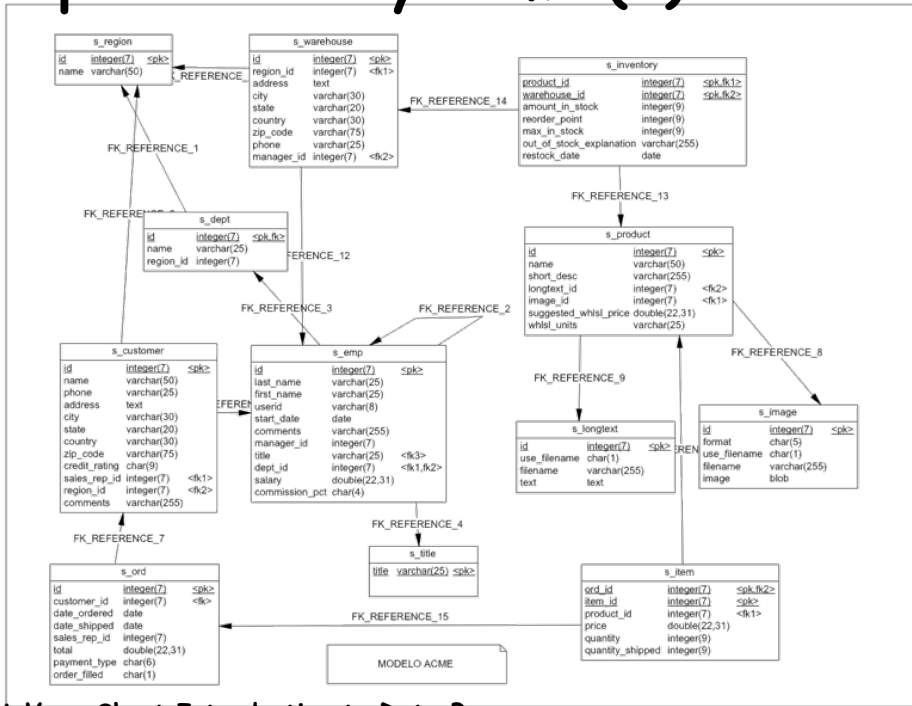 s_region
id integer(7) <pk>
name varchar(50)
s_warehouse
id integer(7) <pk>
region_id integer(7) <fk1>
address text
city varchar(30)
state varchar(20)
country varchar(30)
zip_code varchar(75)
phone varchar(25)
manager_id integer(7) <fk2>
s_inventory
product_id integer(7) <pk,fk1>
warehouse_id integer(7) <pk,fk2>
amount_in_stock integer(9)
reorder_point integer(9)
max_in_stock integer(9)
out_of_stock_explanation varchar(255)
restock_date date
FK_REFERENCE_14
FK_REFERENCE_1
FK_REFERENCE_13
s_dept
id integer(7) <pk,fk>
name varchar(25)
region_id integer(7)
s_product
id integer(7) <pk>
name varchar(50)
short_desc varchar(255)
longtext_id integer(7) <fk2>
image_id integer(7) <fk1>
suggested_whlsl_price double(22,31)
whlsl_units varchar(25)
FK_REFERENCE_3
FK_REFERENCE_2
s_customer
id integer(7) <pk>
name varchar(50)
phone varchar(25)
address text
city varchar(30)
state varchar(20)
country varchar(30)
zip_code varchar(75)
credit_rating char(9)
sales_rep_id integer(7) <fk1>
region_id integer(7) <fk2>
comments varchar(255)
s_emp
id integer(7) <pk>
last_name varchar(25)
first_name varchar(25)
userid varchar(8)
start_date date
comments varchar(255)
manager_id integer(7)
title varchar(25) <fk3>
dept_id integer(7) <fk1,fk2>
salary double(22,31)
commission_pct char(4)
FK_REFERENCE_8
FK_REFERENCE_9
s_longtext
id integer(7) <pk>
use_filename char(1)
filename varchar(255)
text text
s_image
id integer(7) <pk>
format char(5)
use_filename char(1)
filename varchar(255)
image blob
FK_REFERENCE_4
FK_REFERENCE_7
s_title
title varchar(25) <pk>
s_ord
id integer(7) <pk>
customer_id integer(7) <fk>
date_ordered date
date_shipped date
sales_rep_id integer(7)
total double(22,31)
payment_type char(6)
order_filled char(1)
FK_REFERENCE_15
s_item
ord_id integer(7) <pk,fk2>
item_id integer(7) <pk>
product_id integer(7) <fk1>
price double(22,31)
quantity integer(9)
quantity_shipped integer(9)
MODELO ACME